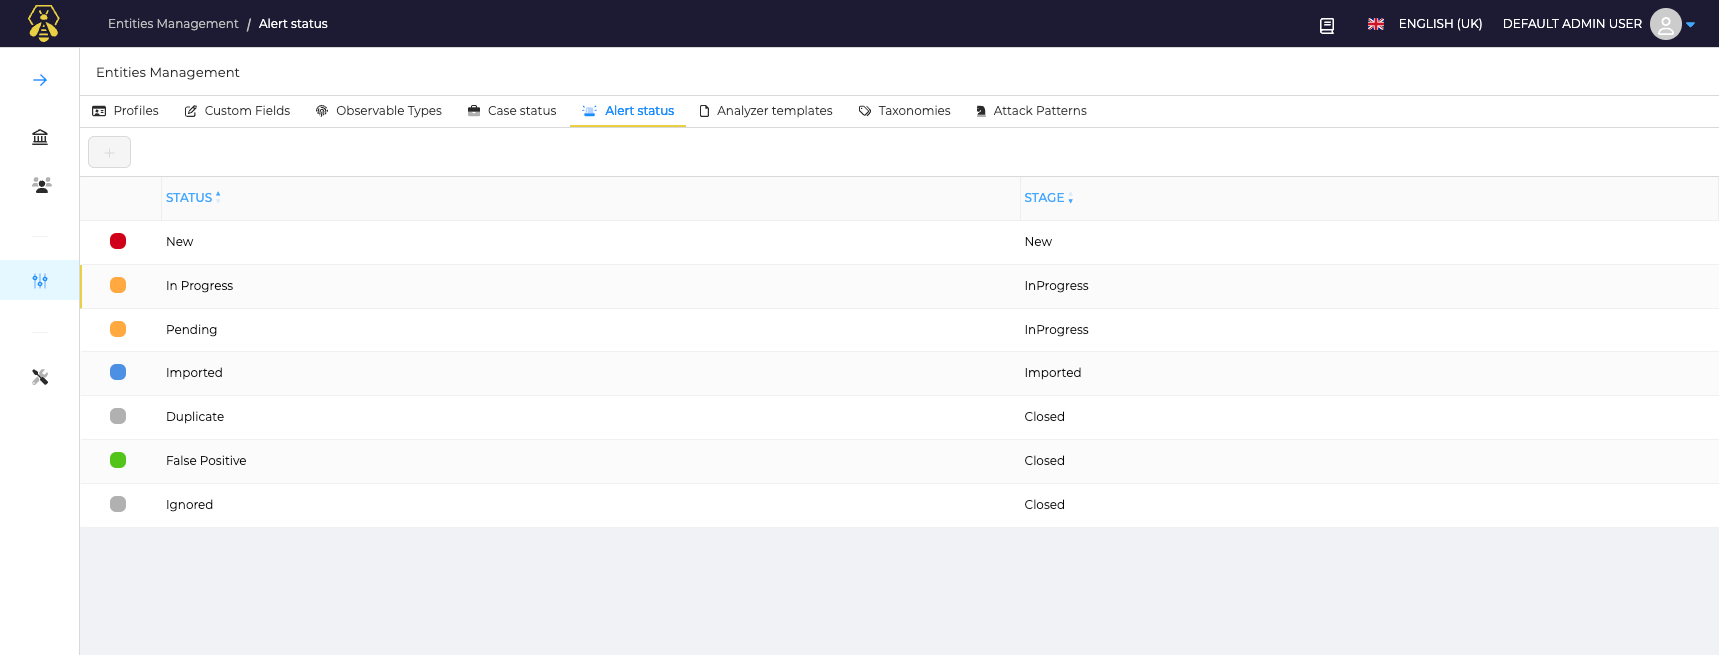 Entities Management / Alert status
ENGLISH (UK) DEFAULT ADMIN USER
Entities Management
Profiles Custom Fields Observable Types Case status Alert status Analyzer templates Taxonomies Attack Patterns
+
STATUS STAGE
New New
In Progress InProgress
Pending InProgress
Imported Imported
Duplicate Closed
False Positive Closed
Ignored Closed